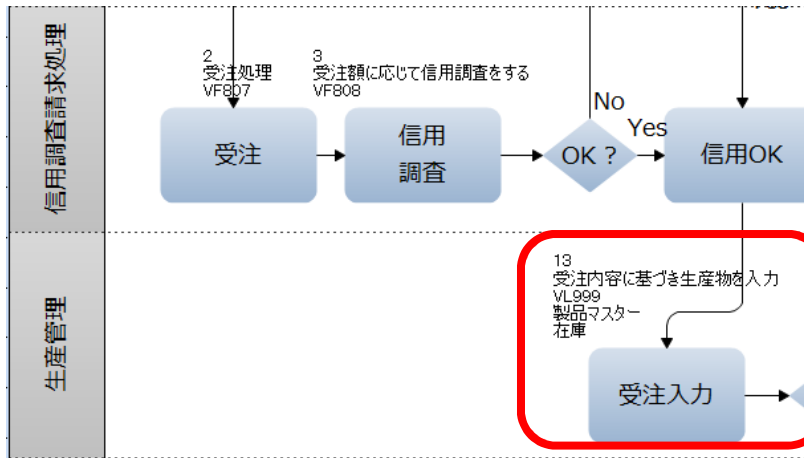 信用調査請求処理
2
受注処理
VF807
受注
3
受注額に応じて信用調査をする
VF808
信用
調査
OK？
No
Yes
信用OK
生産管理
13
受注内容に基づき生産物を入力
VL999
製品マスター
在庫
受注入力